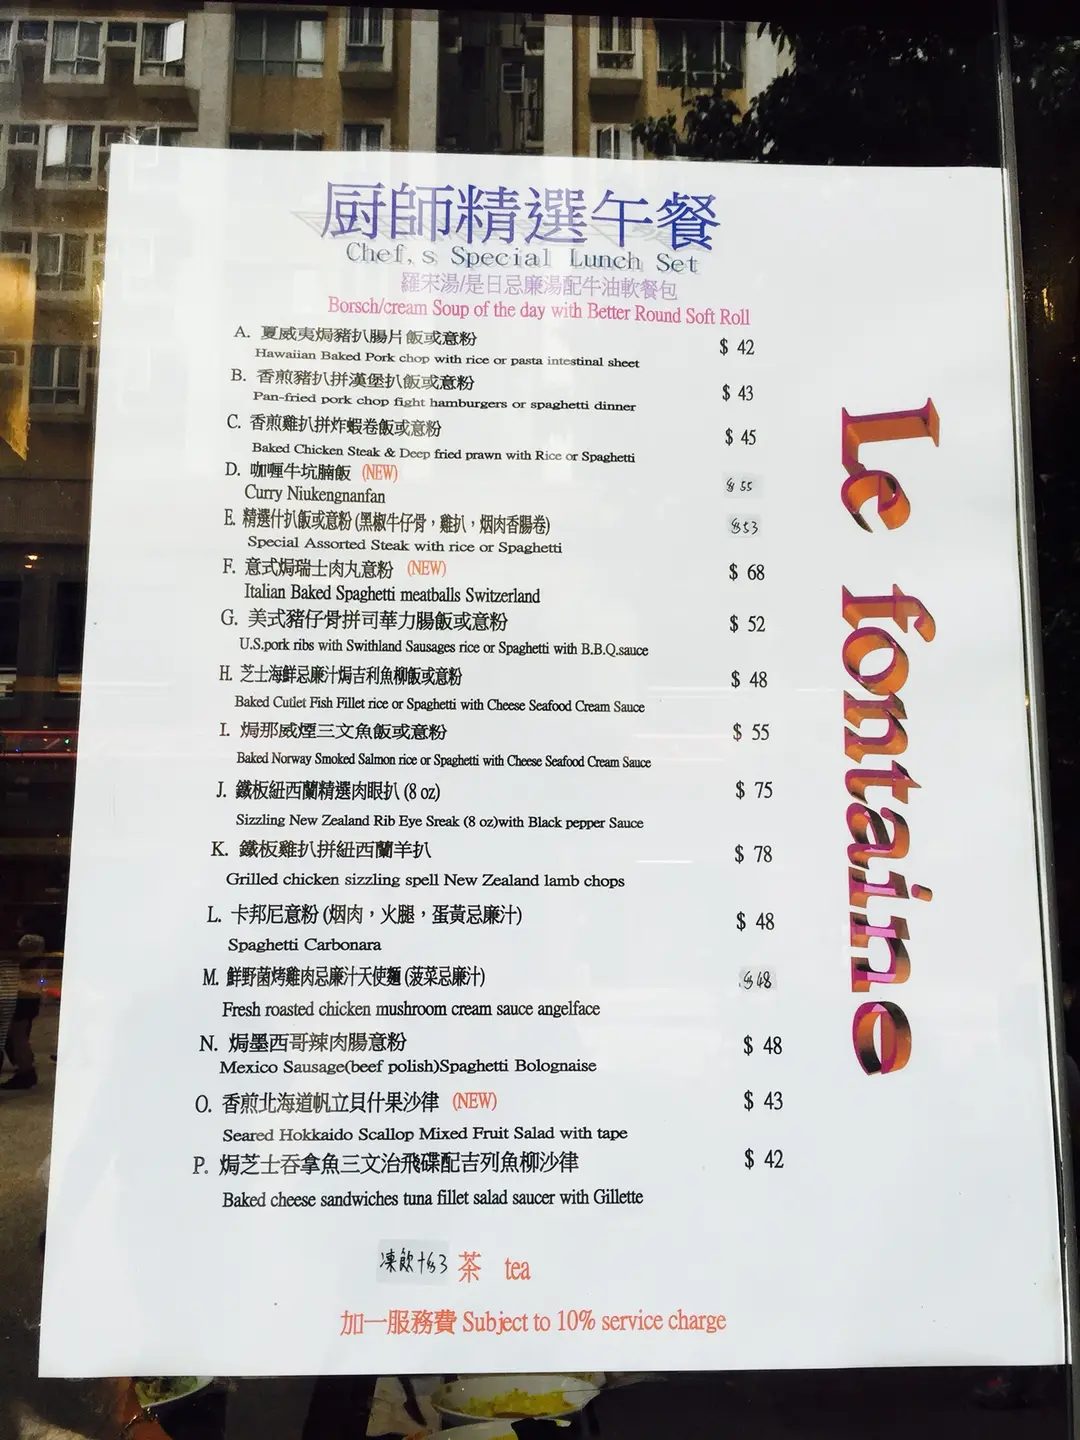 厨師精選午餐
Chef,s Special Lunch Set
羅宋湯/是日忌廉湯配牛油軟餐包
Borsch/cream Soup of the day with Better Round Soft Roll
A. 夏威夷焗豬扒腸片飯或意粉 $ 42
Hawaiian Baked Pork chop with rice or pasta intestinal sheet
B. 香煎豬扒拼漢堡扒飯或意粉 $ 43
Pan-fried pork chop fight hamburgers or spaghetti dinner
C. 香煎雞扒拼炸蝦卷飯或意粉 $ 45
Baked Chicken Steak & Deep fried prawn with Rice or Spaghetti
D. 咖喱牛坑腩飯 (NEW) $ 55
Curry Niukengnanfan
E. 精選什扒飯或意粉(黑椒牛仔骨，雞扒，烟肉香腸卷) $53
Special Assorted Steak with rice or Spaghetti
F. 意式焗瑞士肉丸意粉 (NEW) $ 68
Italian Baked Spaghetti meatballs Switzerland
G. 美式豬仔骨拼司華力腸飯或意粉 $ 52
U.S.pork ribs with Swithland Sausages rice or Spaghetti with B.B.Q.sauce
H. 芝士海鮮忌廉汁焗吉利魚柳飯或意粉 $ 48
Baked Cutlet Fish Fillet rice or Spaghetti with Cheese Seafood Cream Sauce
I. 焗那威煙三文魚飯或意粉 $ 55
Baked Norway Smoked Salmon rice or Spaghetti with Cheese Seafood Cream Sauce
J. 鐵板紐西蘭精選肉眼扒 (8 oz) $ 75
Sizzling New Zealand Rib Eye Sreak (8 oz)with Black pepper Sauce
K. 鐵板雞扒拼紐西蘭羊扒 $ 78
Grilled chicken sizzling spell New Zealand lamb chops
L. 卡邦尼意粉 (烟肉，火腿，蛋黃忌廉汁) $ 48
Spaghetti Carbonara
M. 鮮野菌烤雞肉忌廉汁天使麵 (菠菜忌廉汁) $48
Fresh roasted chicken mushroom cream sauce angelface
N. 焗墨西哥辣肉腸意粉 $ 48
Mexico Sausage(beef polish)Spaghetti Bolognaise
O. 香煎北海道帆立貝什果沙律 (NEW) $ 43
Seared Hokkaido Scallop Mixed Fruit Salad with tape
P. 焗芝士吞拿魚三文治飛碟配吉列魚柳沙律 $ 42
Baked cheese sandwiches tuna fillet salad saucer with Gillette
凍飲+$3 茶 tea
加一服務費 Subject to 10% service charge
Le fontaine